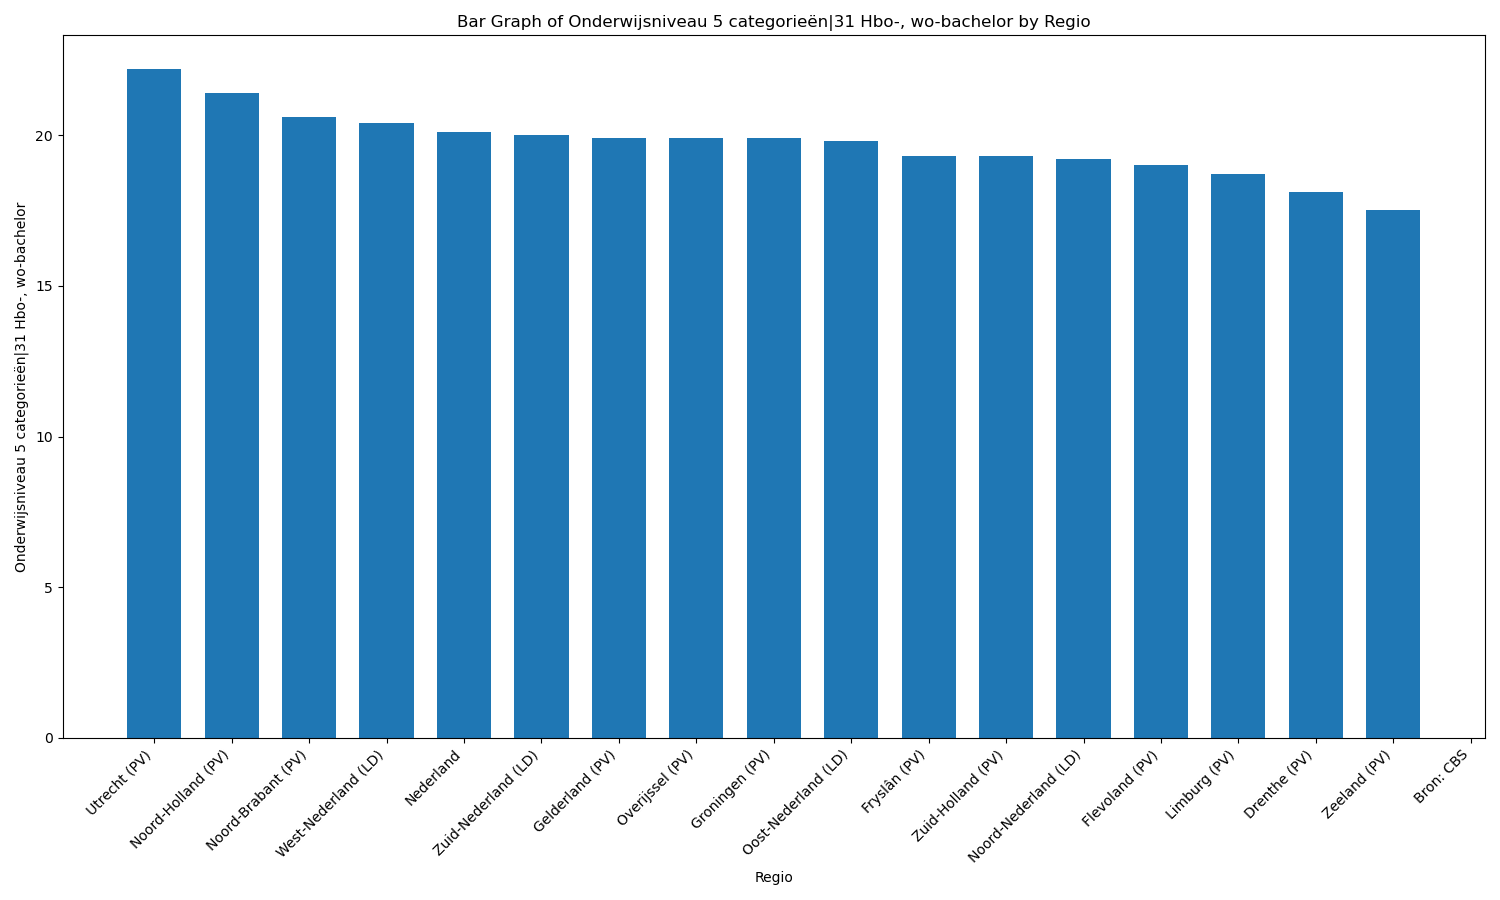 Bar Graph of Onderwijsniveau 5 categorieën|31 Hbo-, wo-bachelor by Regio
Onderwijsniveau 5 categorieën|31 Hbo-, wo-bachelor
20
15
10
5
0
Utrecht (PV)
Noord-Holland (PV)
Noord-Brabant (PV)
West-Nederland (LD)
Nederland
Zuid-Nederland (LD)
Gelderland (PV)
Overijssel (PV)
Groningen (PV)
Oost-Nederland (LD)
Fryslân (PV)
Zuid-Holland (PV)
Noord-Nederland (LD)
Flevoland (PV)
Limburg (PV)
Drenthe (PV)
Zeeland (PV)
Bron: CBS
Regio